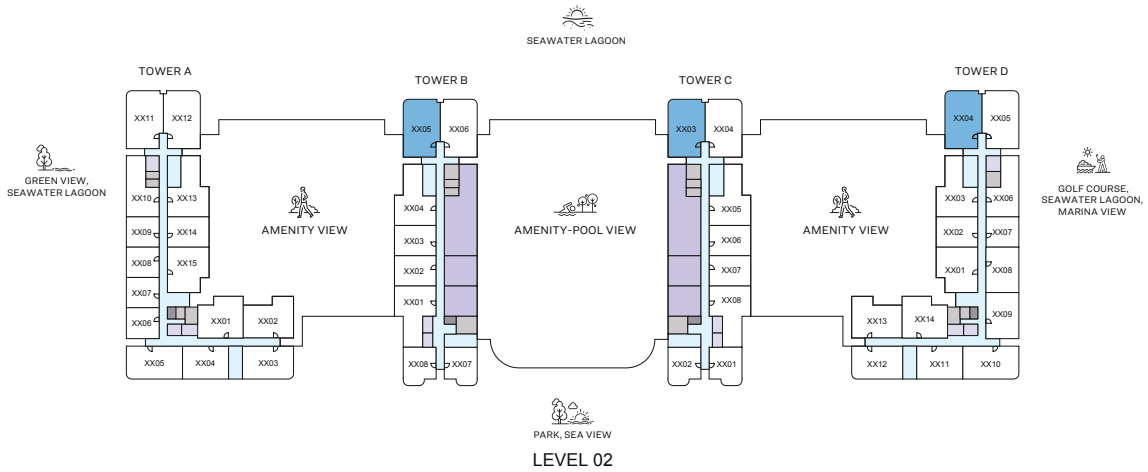 SEAWATER LAGOON
TOWER A
TOWER B
TOWER C
TOWER D
XX11
XX12
XX05
XX06
XX03
XX04
XX04
XX05
GREEN VIEW,
SEAWATER LAGOON
GOLF COURSE,
SEAWATER LAGOON,
MARINA VIEW
XX10
XX13
XX04
XX05
XX03
XX06
AMENITY VIEW
AMENITY-POOL VIEW
AMENITY VIEW
XX09
XX14
XX03
XX06
XX02
XX07
XX08
XX15
XX02
XX07
XX01
XX08
XX07
XX01
XX08
XX06
XX01
XX02
XX13
XX14
XX09
XX05
XX04
XX03
XX08
XX07
XX02
XX01
XX12
XX11
XX10
PARK, SEA VIEW
LEVEL 02